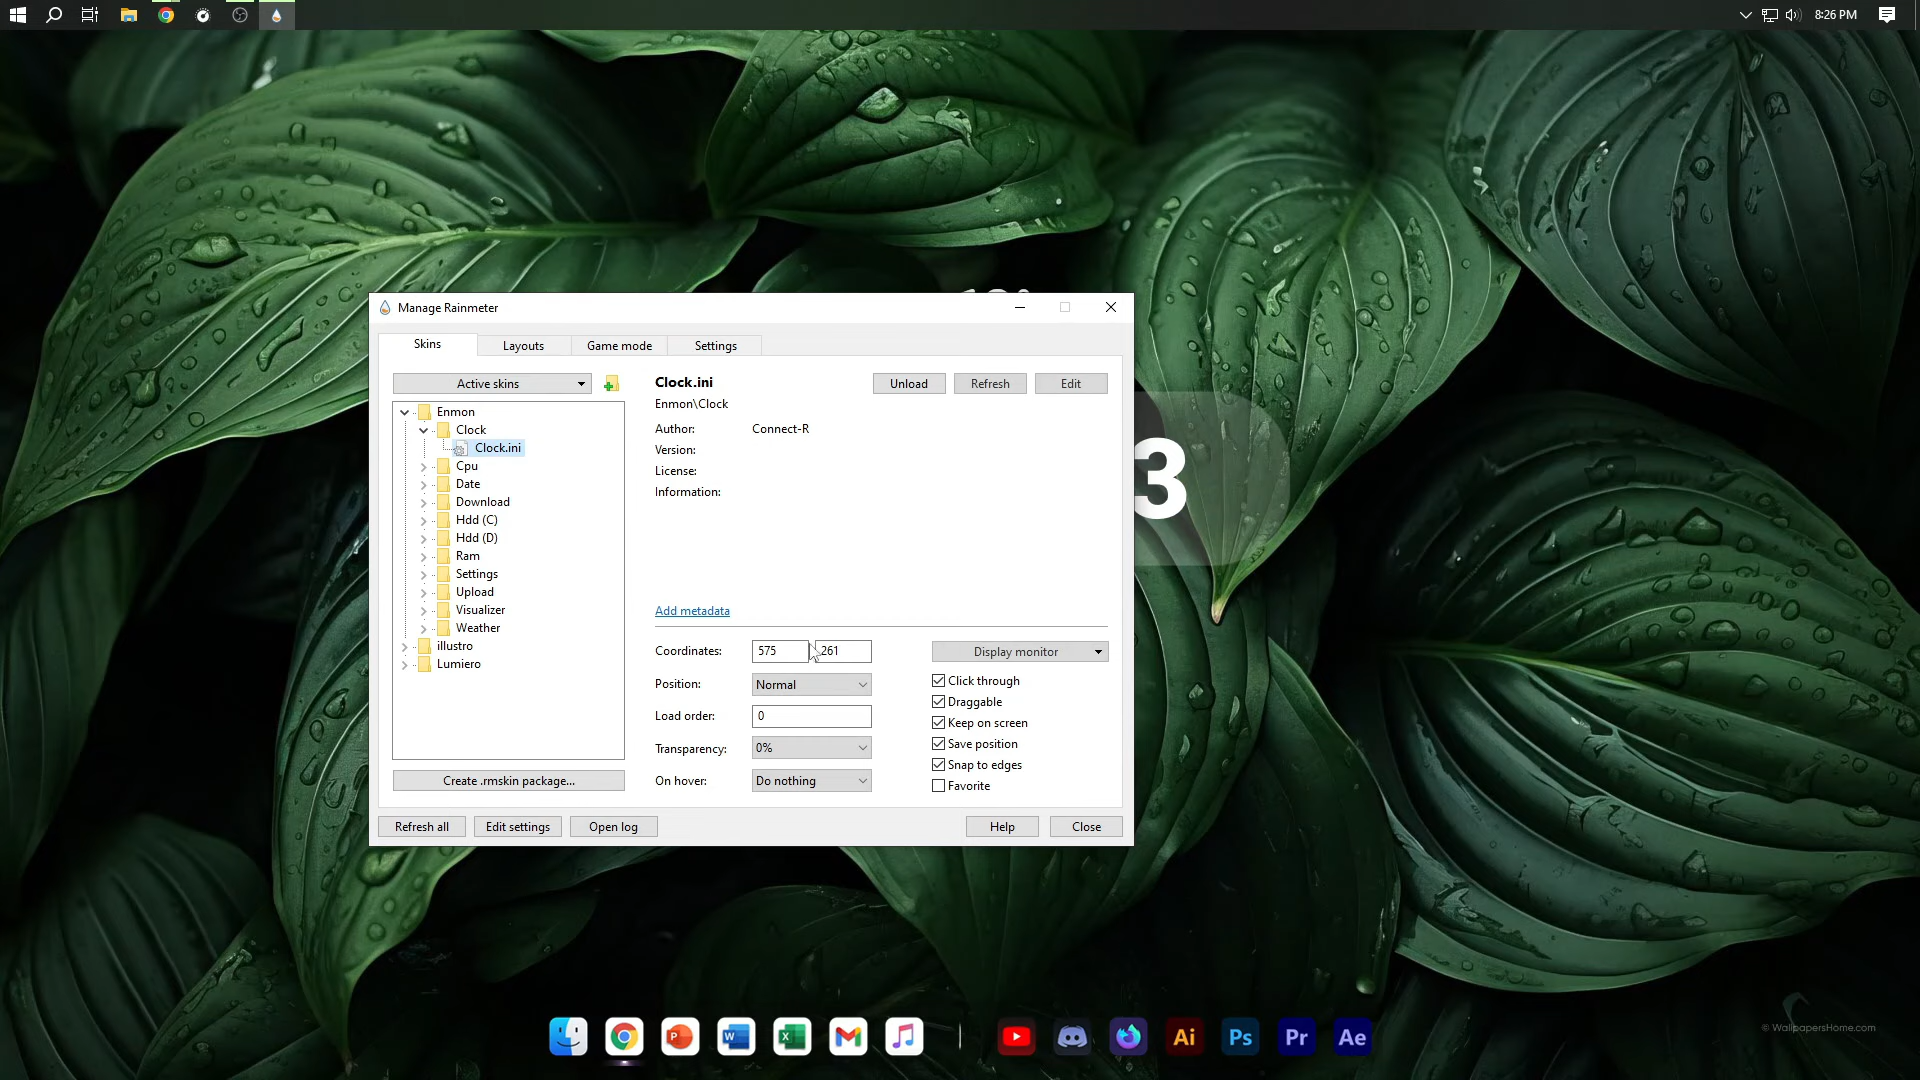 8:26 PM
Manage Rainmeter
Skins
Layouts
Game mode
Settings
Active skins
Enmon
Clock
Clock.ini
Cpu
Date
Download
Hdd (C)
Hdd (D)
Ram
Settings
Upload
Visualizer
Weather
illustro
Lumiero
Create .rmskin package...
Clock.ini
Unload
Refresh
Edit
Enmon\Clock
Author: Connect-R
Version:
License:
Information:
Add metadata
Coordinates: 575 261
Position: Normal
Load order: 0
Transparency: 0%
On hover: Do nothing
Display monitor
Click through
Draggable
Keep on screen
Save position
Snap to edges
Favorite
Refresh all
Edit settings
Open log
Help
Close
3
W
Ai
Ps
Pr
Ae
© WallpapersHome.com